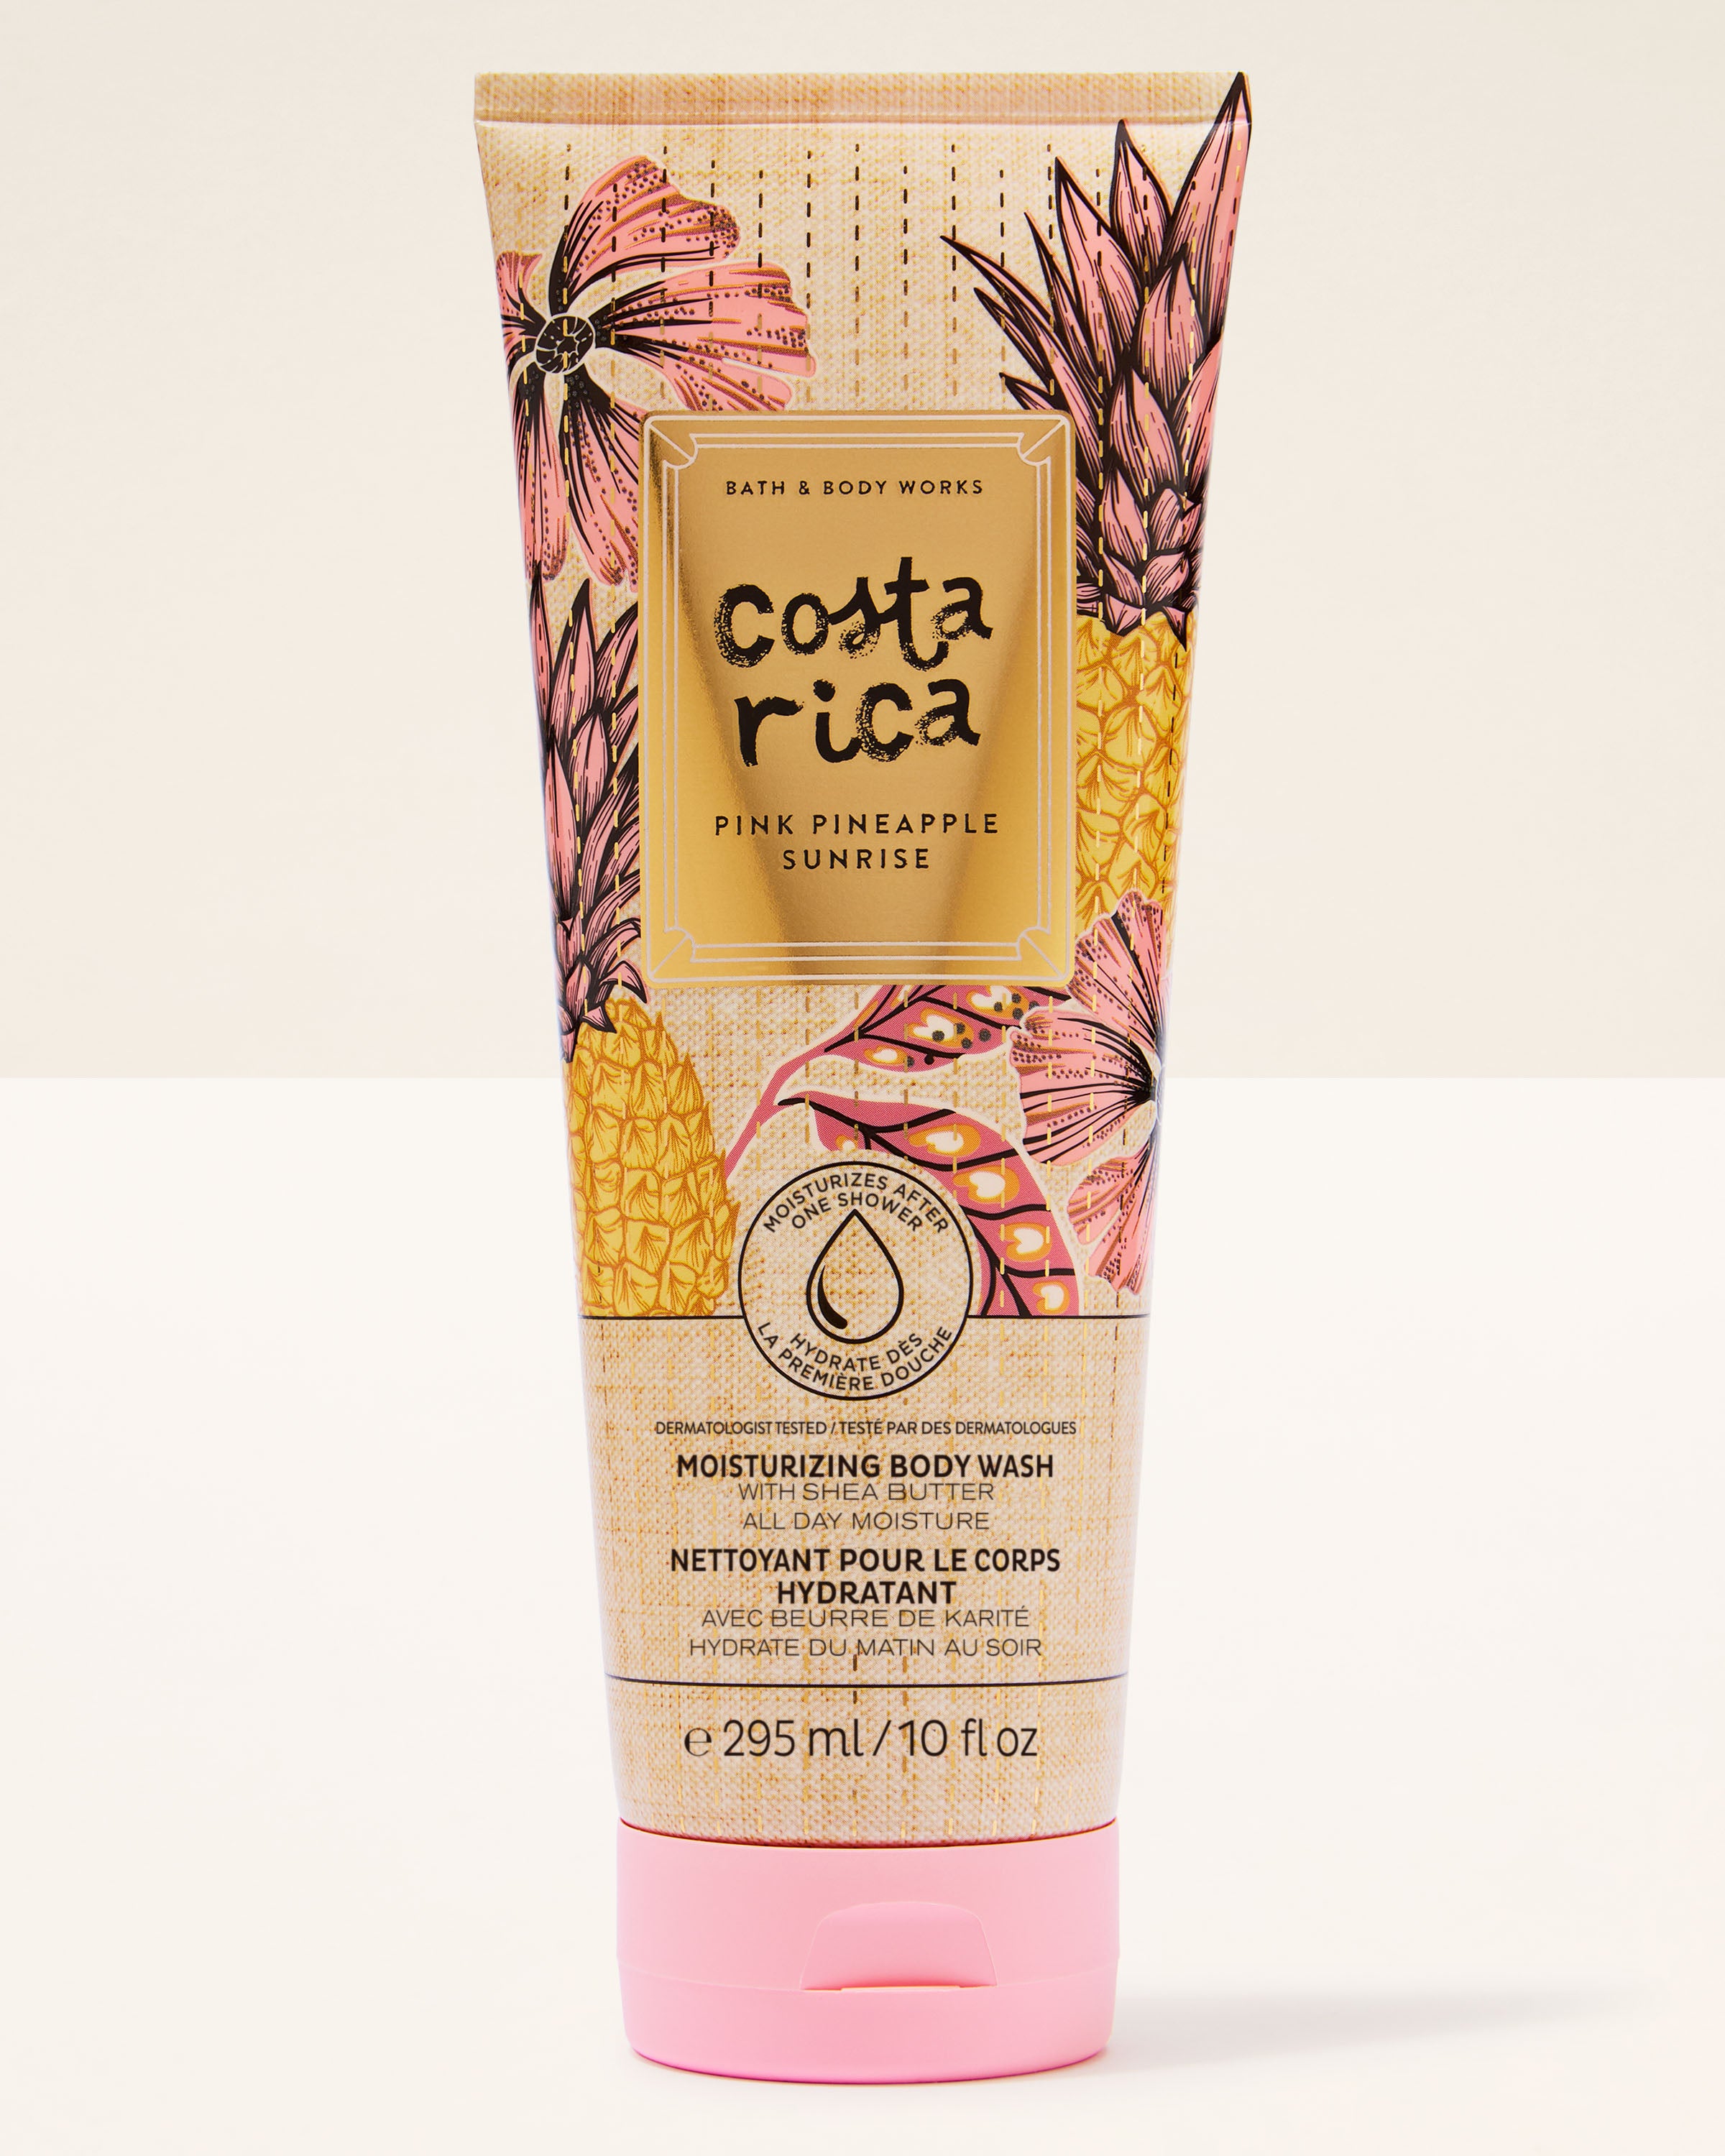 BATH & BODY WORKS
costa
rica
PINK PINEAPPLE
SUNRISE
MOISTURIZES AFTER
ONE SHOWER
HYDRATE DÈS
LA PREMIÈRE DOUCHE
DERMATOLOGIST TESTED / TESTÉ PAR DES DERMATOLOGUES
MOISTURIZING BODY WASH
WITH SHEA BUTTER
ALL DAY MOISTURE
NETTOYANT POUR LE CORPS
HYDRATANT
AVEC BEURRE DE KARITÉ
HYDRATE DU MATIN AU SOIR
℮ 295 ml / 10 fl oz